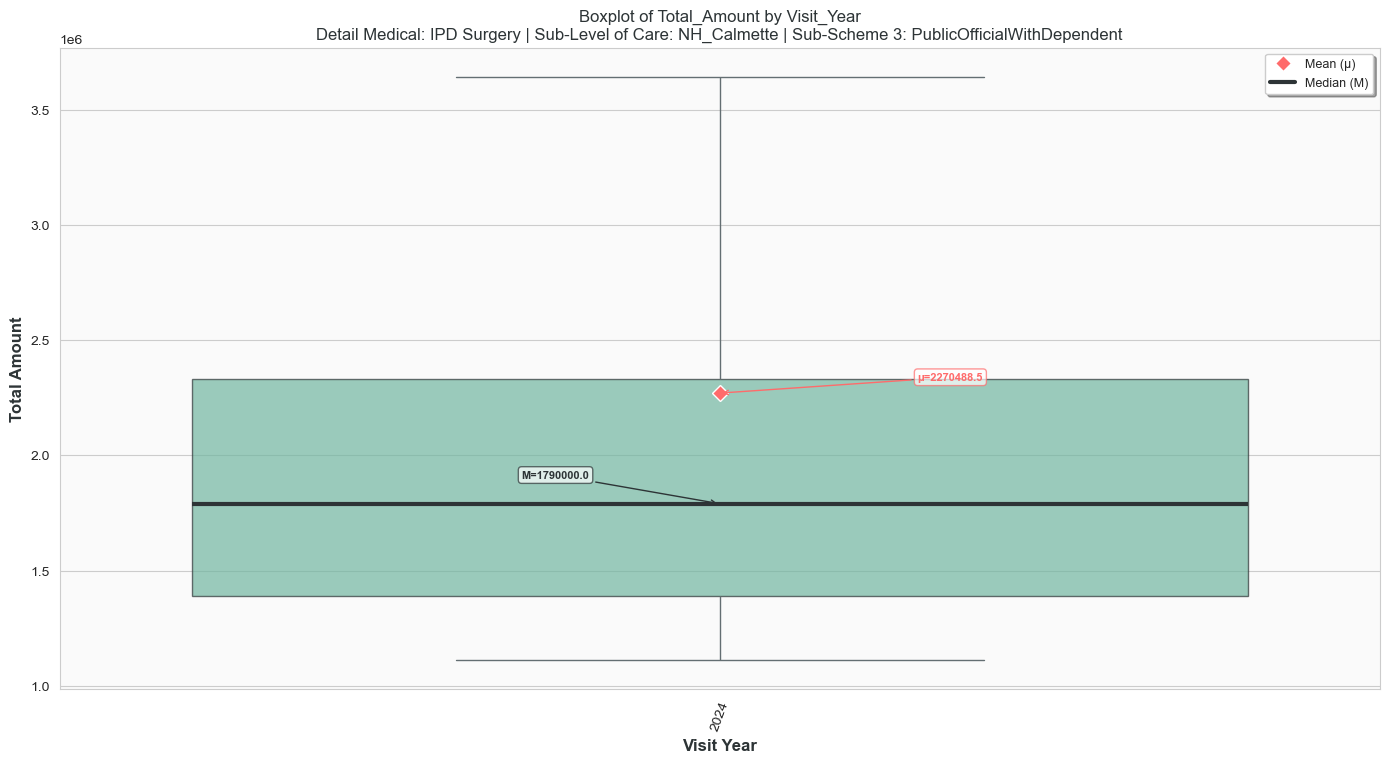 Boxplot of Total_Amount by Visit_Year
Detail Medical: IPD Surgery | Sub-Level of Care: NH_Calmette | Sub-Scheme 3: PublicOfficialWithDependent
1e6
Mean (μ)
Median (M)
3.5
3.0
2.5
2.0
1.5
1.0
Total Amount
μ=2270488.5
M=1790000.0
2024
Visit Year